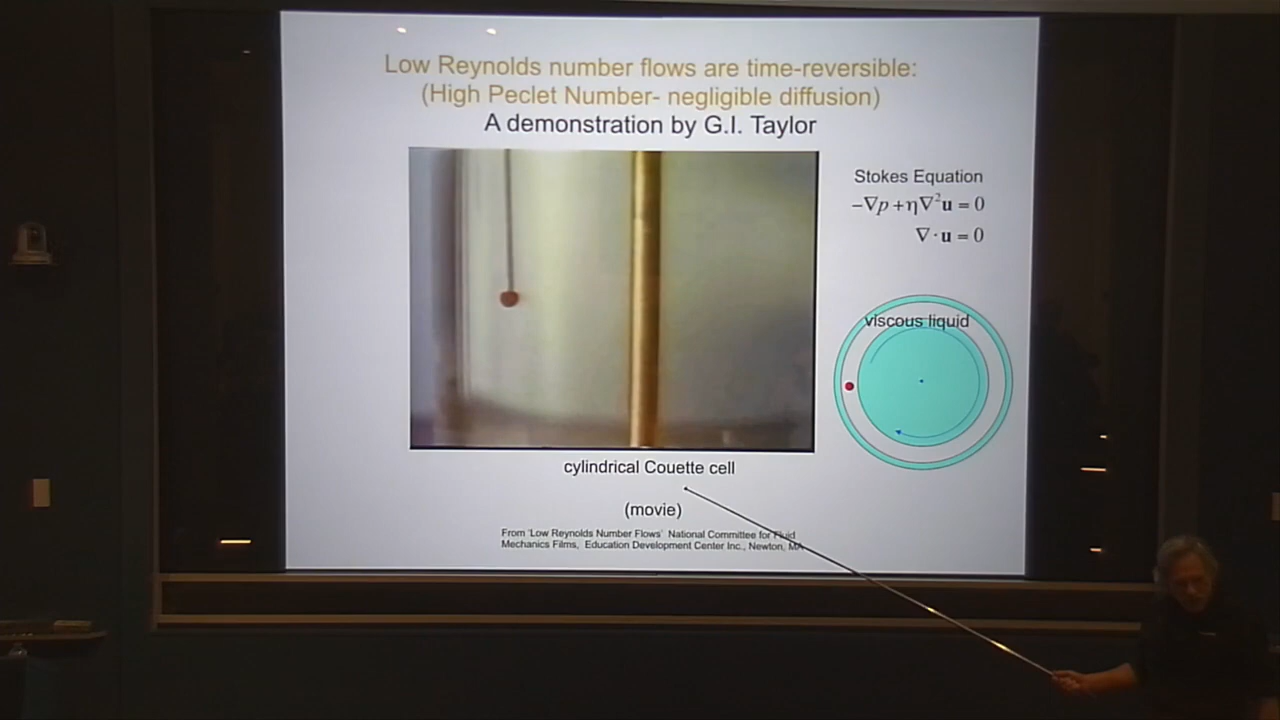 Low Reynolds number flows are time-reversible:
(High Peclet Number- negligible diffusion)
A demonstration by G.I. Taylor
Stokes Equation
−∇p + η∇²u = 0
∇·u = 0
viscous liquid
cylindrical Couette cell
(movie)
From 'Low Reynolds Number Flows' National Committee for Fluid
Mechanics Films, Education Development Center Inc., Newton, MA